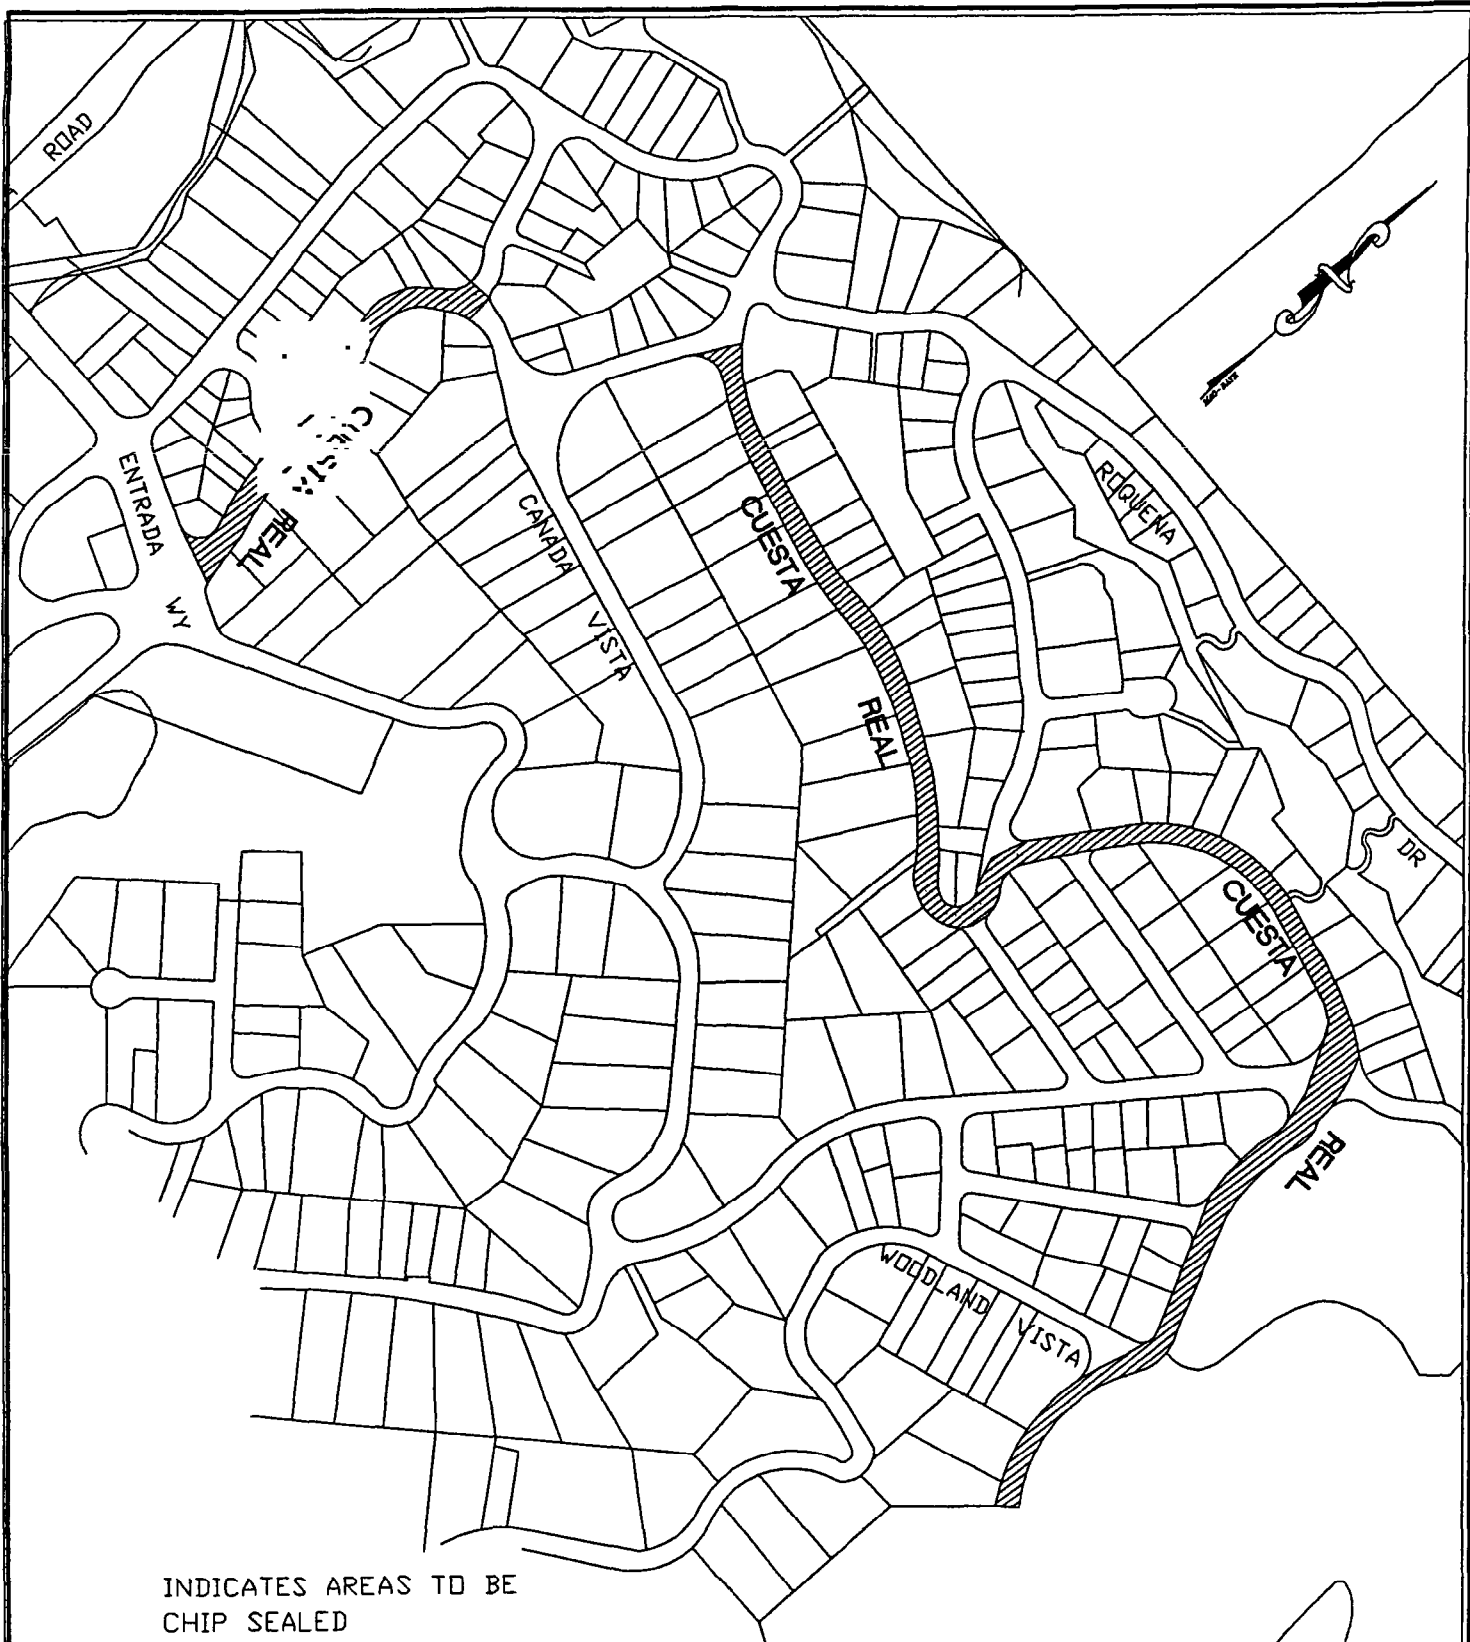 ROAD
ENTRADA
WY
Cuesta
REAL
CANADA
VISTA
CUESTA
REAL
ROQUENA
DR
CUESTA
REAL
WOODLAND
VISTA
INDICATES AREAS TO BE
CHIP SEALED